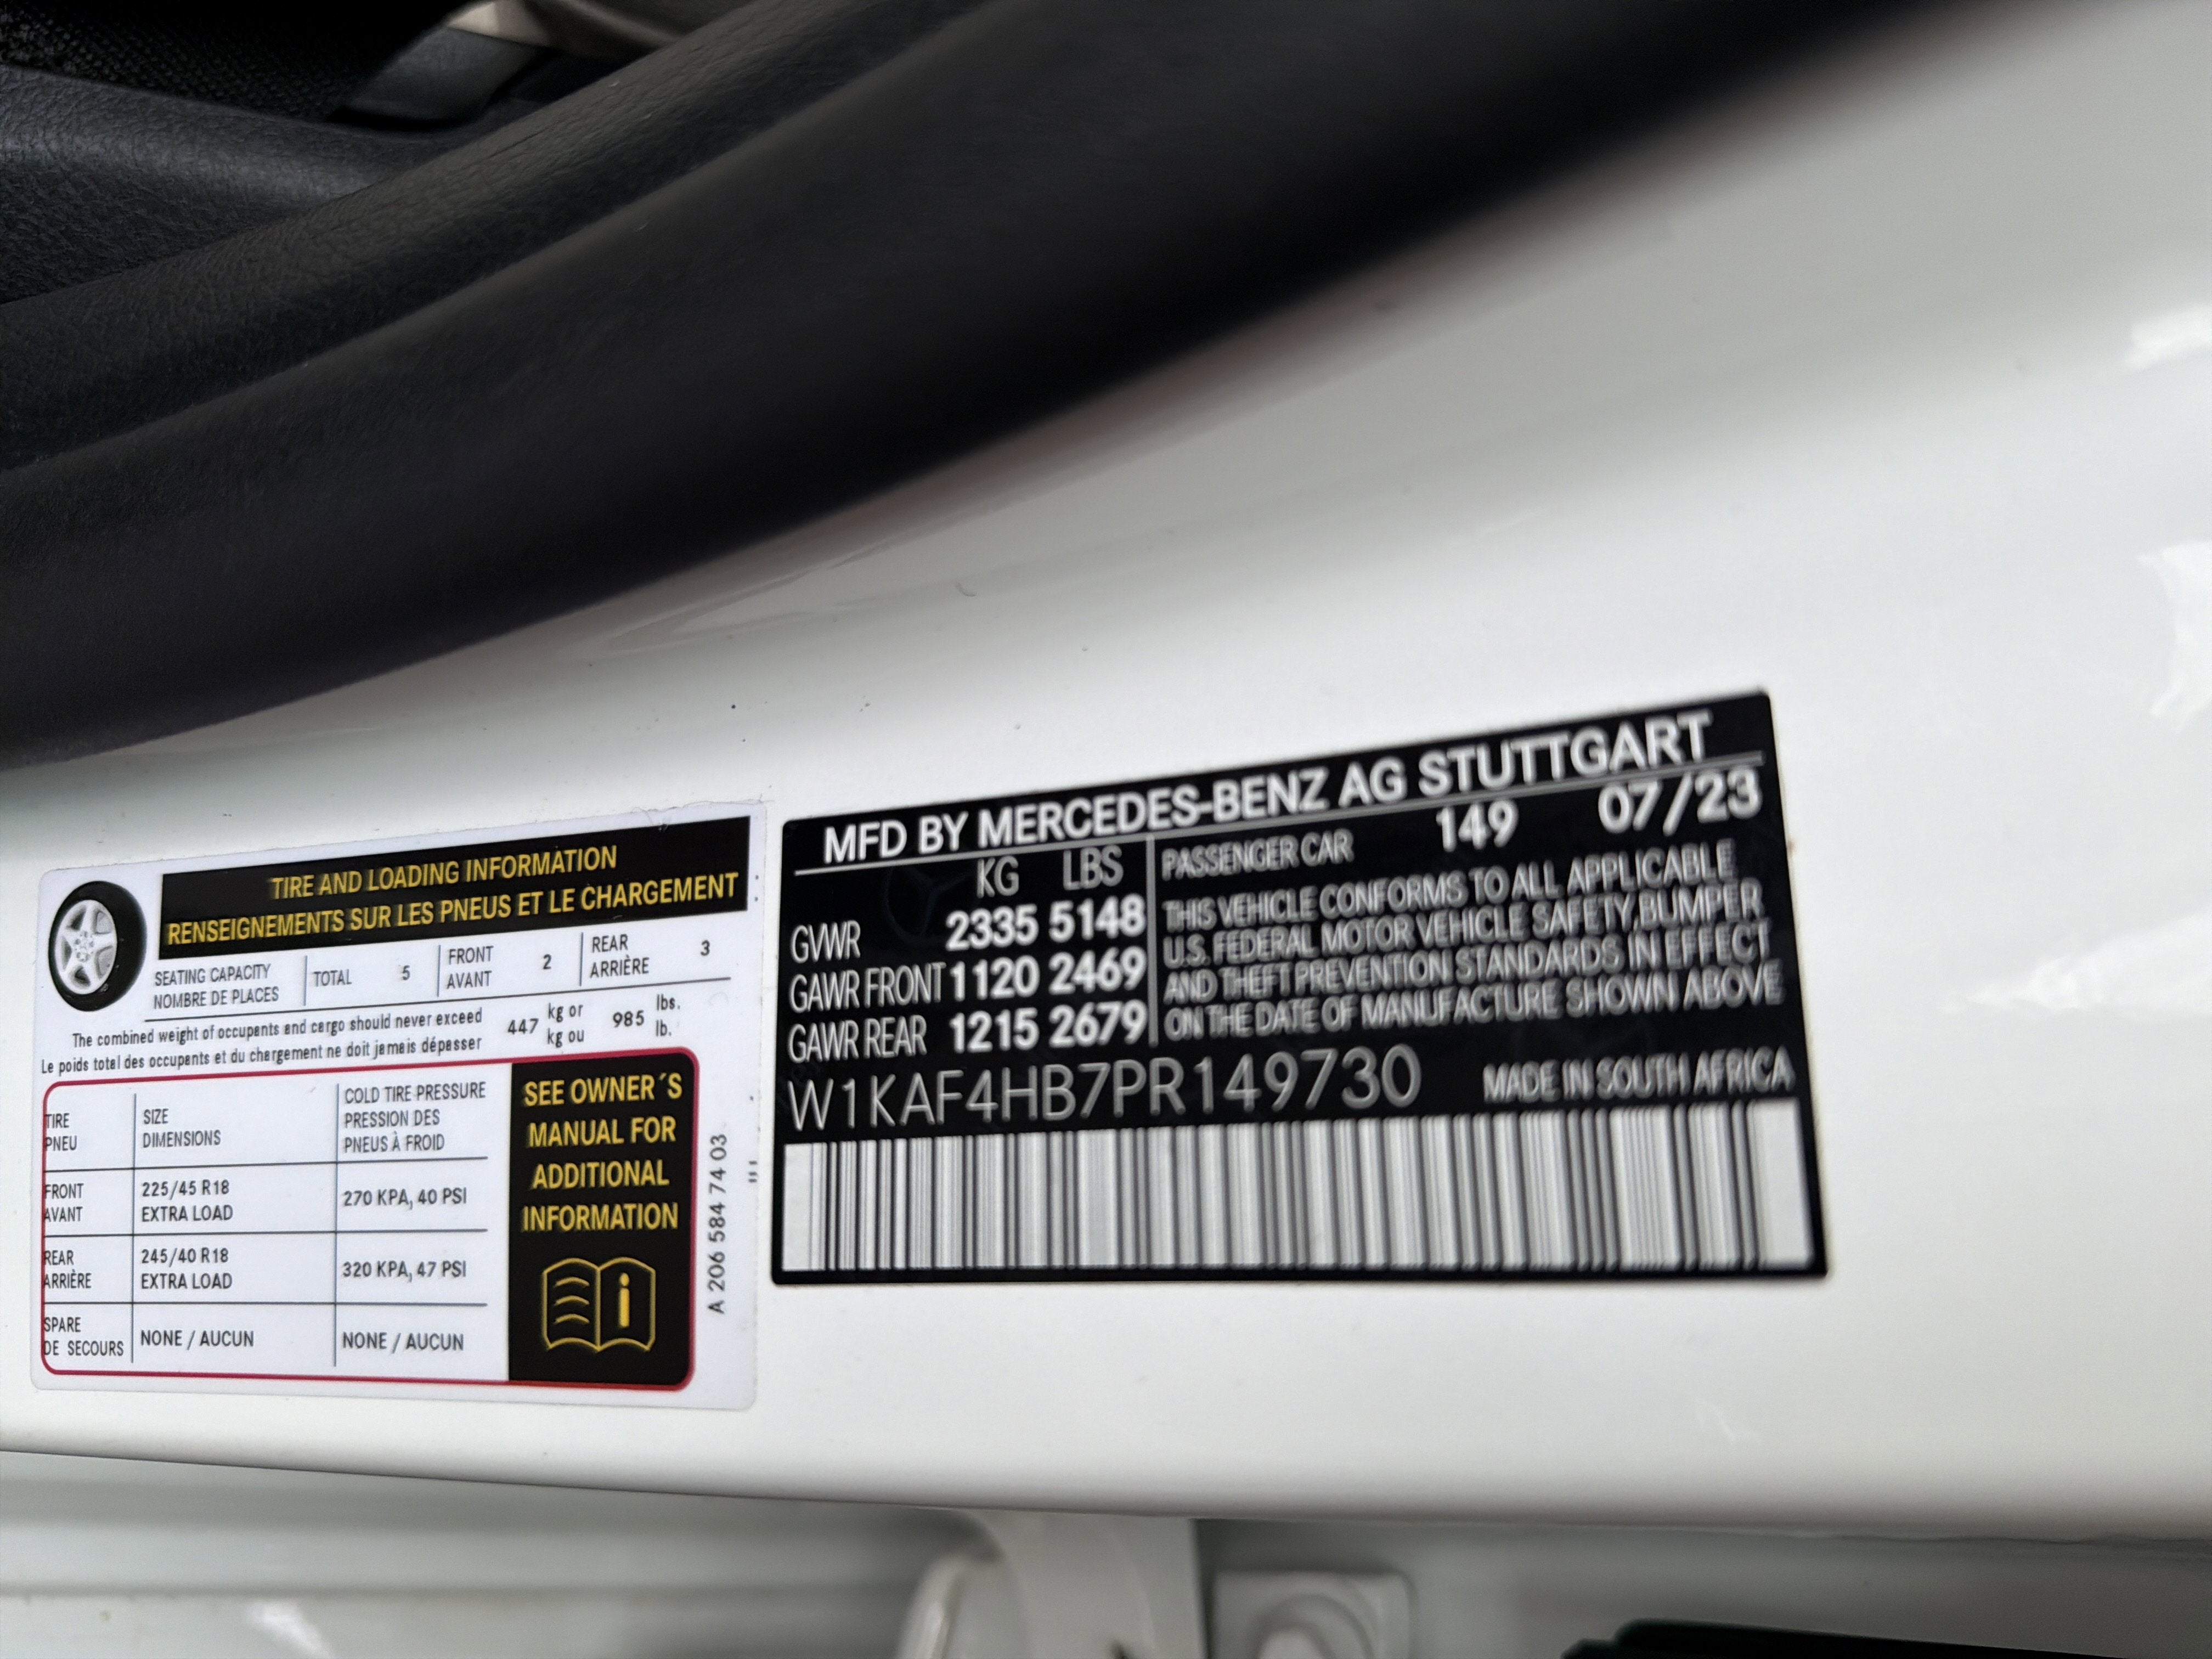 TIRE AND LOADING INFORMATION
RENSEIGNEMENTS SUR LES PNEUS ET LE CHARGEMENT
SEATING CAPACITY
NOMBRE DE PLACES
TOTAL 5
FRONT
AVANT
2
REAR
ARRIÈRE
3
The combined weight of occupants and cargo should never exceed
Le poids total des occupants et du chargement ne doit jamais dépasser
447
kg or
kg ou
985
lbs.
lb.
TIRE
PNEU
SIZE
DIMENSIONS
COLD TIRE PRESSURE
PRESSION DES
PNEUS À FROID
FRONT
AVANT
225/45 R18
EXTRA LOAD
270 KPA, 40 PSI
REAR
ARRIÈRE
245/40 R18
EXTRA LOAD
320 KPA, 47 PSI
SPARE
DE SECOURS
NONE / AUCUN
NONE / AUCUN
SEE OWNER´S
MANUAL FOR
ADDITIONAL
INFORMATION
A 206 584 74 03
MFD BY MERCEDES-BENZ AG STUTTGART
KG LBS
GVWR 2335 5148
GAWR FRONT 1120 2469
GAWR REAR 1215 2679
PASSENGER CAR 149 07/23
THIS VEHICLE CONFORMS TO ALL APPLICABLE
U.S. FEDERAL MOTOR VEHICLE SAFETY,BUMPER
AND THEFT PREVENTION STANDARDS IN EFFECT
ON THE DATE OF MANUFACTURE SHOWN ABOVE
W1KAF4HB7PR149730 MADE IN SOUTH AFRICA